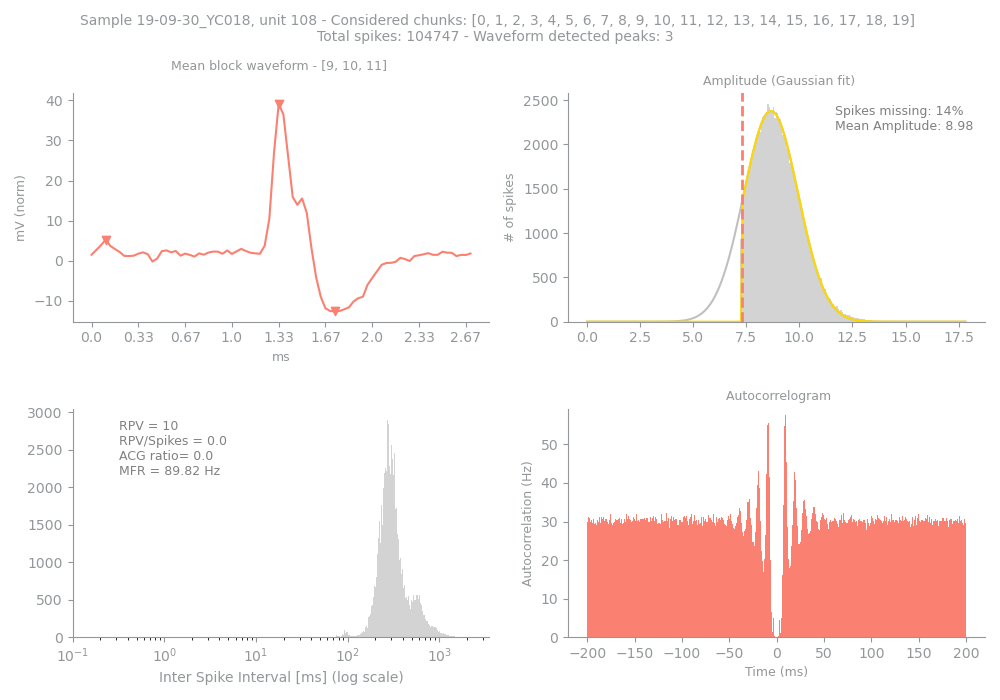 Sample 19-09-30_YC018, unit 108 - Considered chunks: [0, 1, 2, 3, 4, 5, 6, 7, 8, 9, 10, 11, 12, 13, 14, 15, 16, 17, 18, 19]
Total spikes: 104747 - Waveform detected peaks: 3
Mean block waveform - [9, 10, 11]
40
30
20
10
0
−10
mV (norm)
0.0 0.33 0.67 1.0 1.33 1.67 2.0 2.33 2.67
ms
Amplitude (Gaussian fit)
Spikes missing: 14%
Mean Amplitude: 8.98
2500
2000
1500
1000
500
0
# of spikes
0.0 2.5 5.0 7.5 10.0 12.5 15.0 17.5
RPV = 10
RPV/Spikes = 0.0
ACG ratio= 0.0
MFR = 89.82 Hz
3000
2500
2000
1500
1000
500
0
10⁻¹ 10⁰ 10¹ 10² 10³
Inter Spike Interval [ms] (log scale)
Autocorrelogram
50
40
30
20
10
0
Autocorrelation (Hz)
−200 −150 −100 −50 0 50 100 150 200
Time (ms)